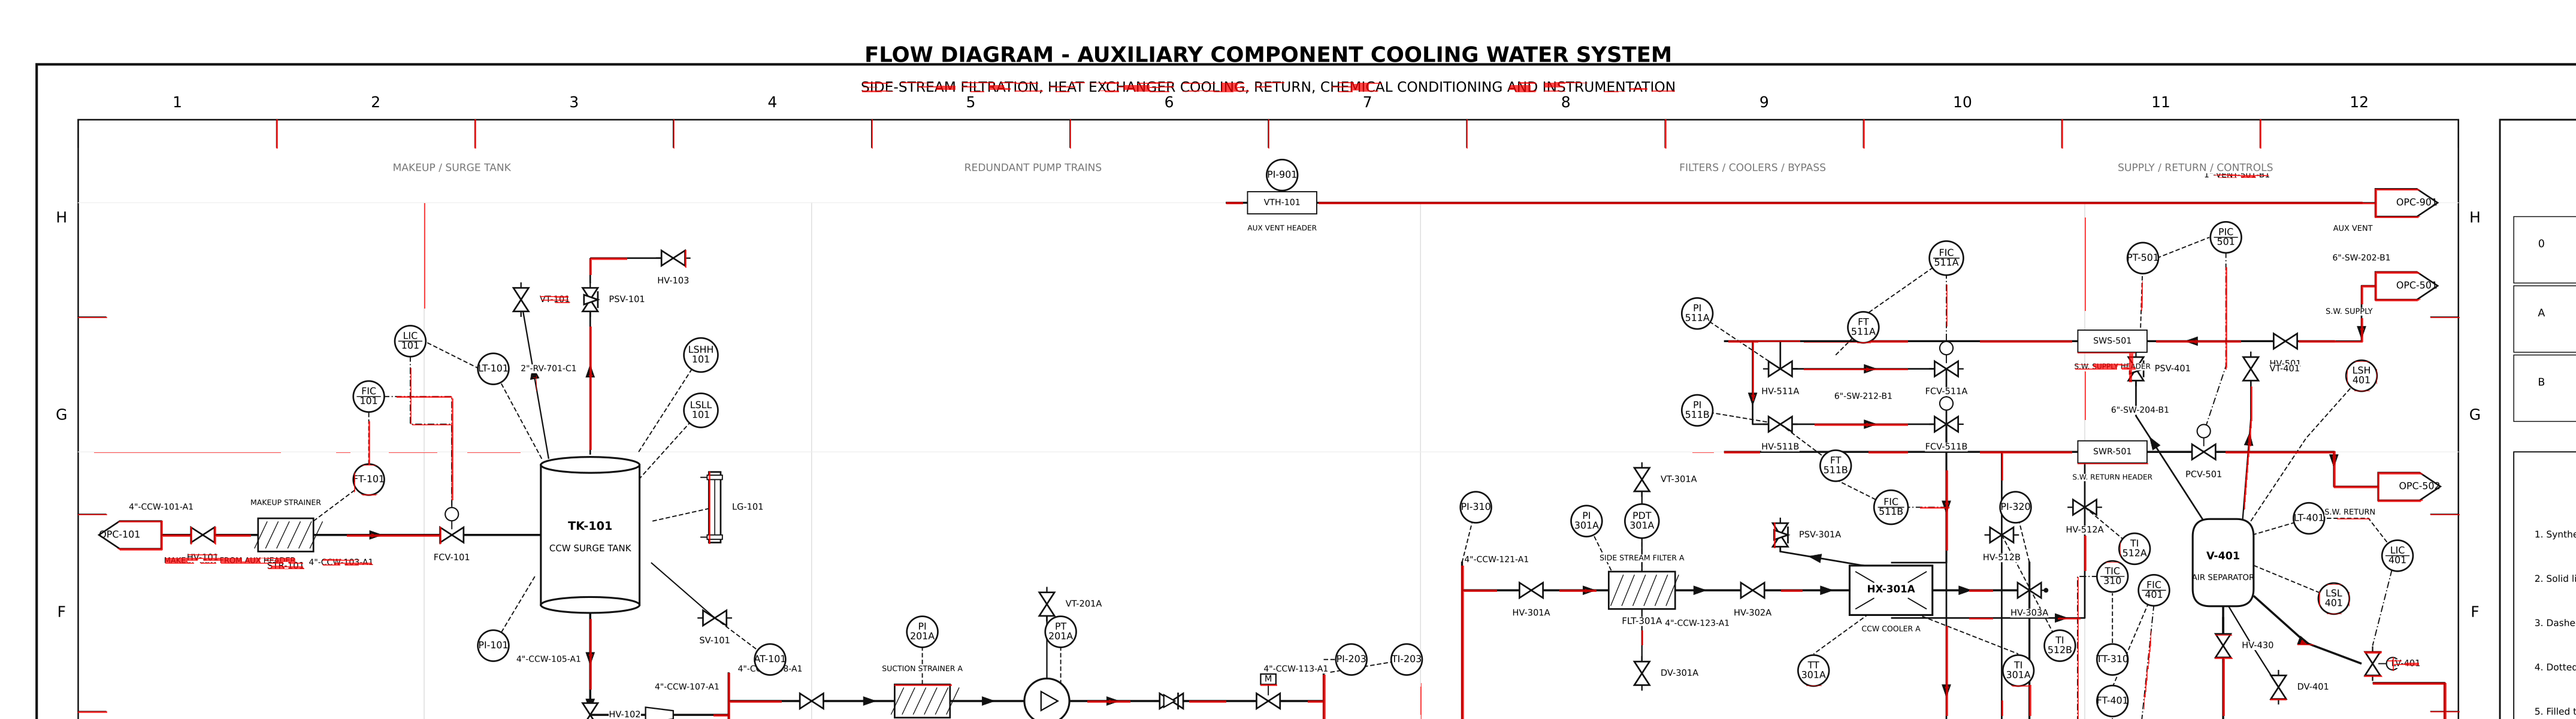 FLOW DIAGRAM - AUXILIARY COMPONENT COOLING WATER SYSTEM
SIDE-STREAM FILTRATION, HEAT EXCHANGER COOLING, RETURN, CHEMICAL CONDITIONING AND INSTRUMENTATION
1 2 3 4 5 6 7 8 9 10 11 12
MAKEUP / SURGE TANK
REDUNDANT PUMP TRAINS
FILTERS / COOLERS / BYPASS
SUPPLY / RETURN / CONTROLS
H
PI-901
VTH-101
AUX VENT HEADER
OPC-901
AUX VENT
H
0
HV-103
VT-101
PSV-101
LIC
101
LT-101
2"-RV-701-C1
LSHH
101
FIC
101
LSLL
101
FIC
511A
PI
511A
FT
511A
PT-501
PIC
501
6"-SW-202-B1
OPC-501
S.W. SUPPLY
A
SWS-501
S.W. SUPPLY HEADER
PSV-401
HV-501
VT-401
LSH
401
B
HV-511A
6"-SW-212-B1
FCV-511A
PI
511B
6"-SW-204-B1
G
G
HV-511B
FCV-511B
FT
511B
SWR-501
S.W. RETURN HEADER
PCV-501
FT-101
4"-CCW-101-A1
MAKEUP STRAINER
OPC-101
HV-101
STR-101
4"-CCW-103-A1
FCV-101
TK-101
CCW SURGE TANK
LG-101
VT-301A
PI-310
PI
301A
PDT
301A
PSV-301A
FIC
511B
PI-320
HV-512A
HV-512B
TI
512A
LT-401
S.W. RETURN
LIC
401
4"-CCW-121-A1
SIDE STREAM FILTER A
HX-301A
TIC
310
FIC
401
V-401
AIR SEPARATOR
LSL
401
1. Synthe
2. Solid li
F
VT-201A
HV-301A
FLT-301A
4"-CCW-123-A1
HV-302A
CCW COOLER A
HV-303A
F
3. Dashe
PI-101
4"-CCW-105-A1
SV-101
AT-101
PI
201A
PT
201A
SUCTION STRAINER A
4"-CCW-113-A1
PI-203
TI-203
DV-301A
TT
301A
TI
301A
TI
512B
TT-310
HV-430
4. Dotted
4"-CCW-107-A1
M
FT-401
DV-401
HV-102
5. Filled t